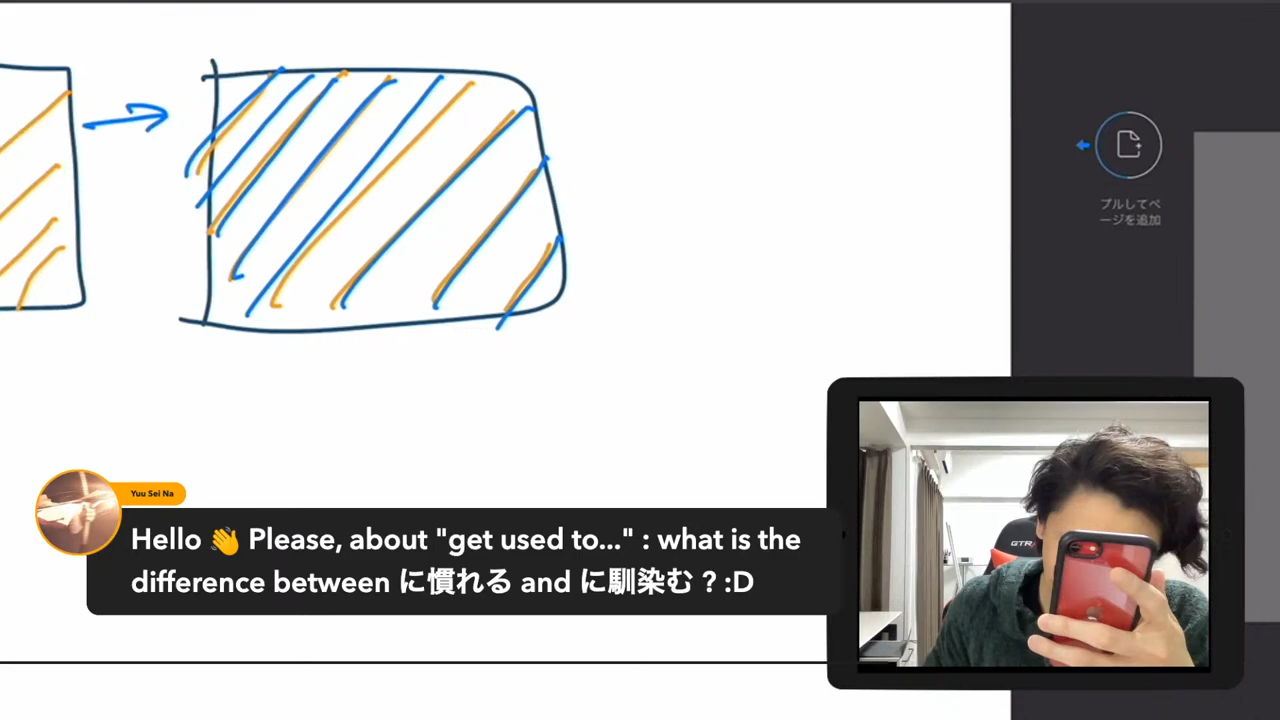 プルしてペ
ージを追加
Yuu Sei Na
Hello 👋 Please, about "get used to..." : what is the
difference between に慣れる and に馴染む ? :D
GTR